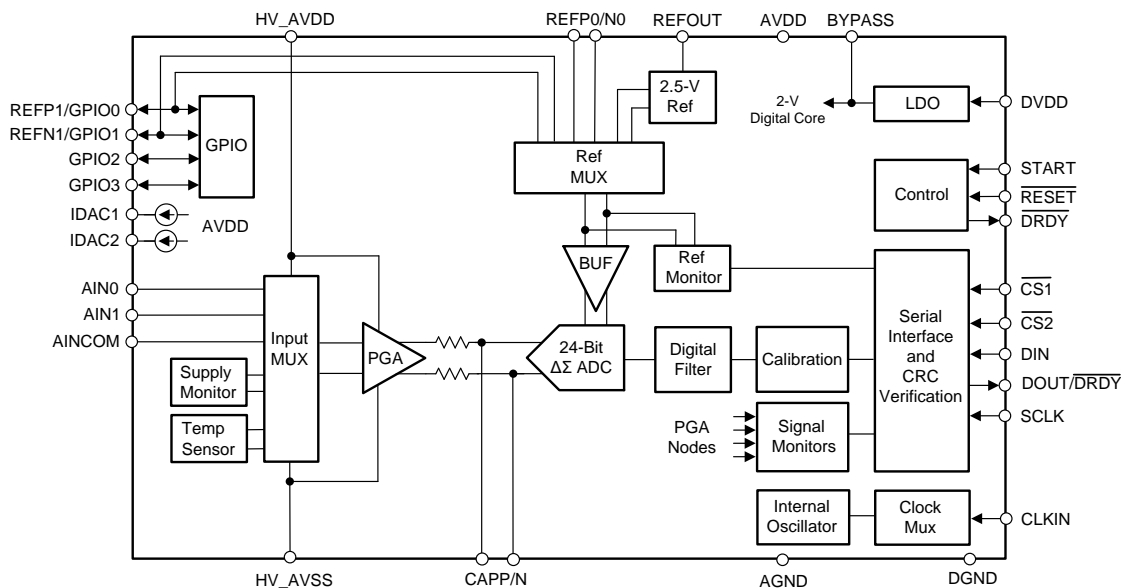 HV_AVDD
REFP0/N0
REFOUT
AVDD
BYPASS
REFP1/GPIO0
REFN1/GPIO1
GPIO2
GPIO3
GPIO
IDAC1
IDAC2
AVDD
2.5-V
Ref
2-V
Digital Core
LDO
DVDD
Ref
MUX
Control
START
RESET
DRDY
BUF
Ref
Monitor
AIN0
AIN1
AINCOM
Input
MUX
Supply
Monitor
Temp
Sensor
PGA
24-Bit
ΔΣ ADC
Digital
Filter
Calibration
Serial
Interface
and
CRC
Verification
CS1
CS2
DIN
DOUT/DRDY
SCLK
PGA
Nodes
Signal
Monitors
Internal
Oscillator
Clock
Mux
CLKIN
HV_AVSS
CAPP/N
AGND
DGND